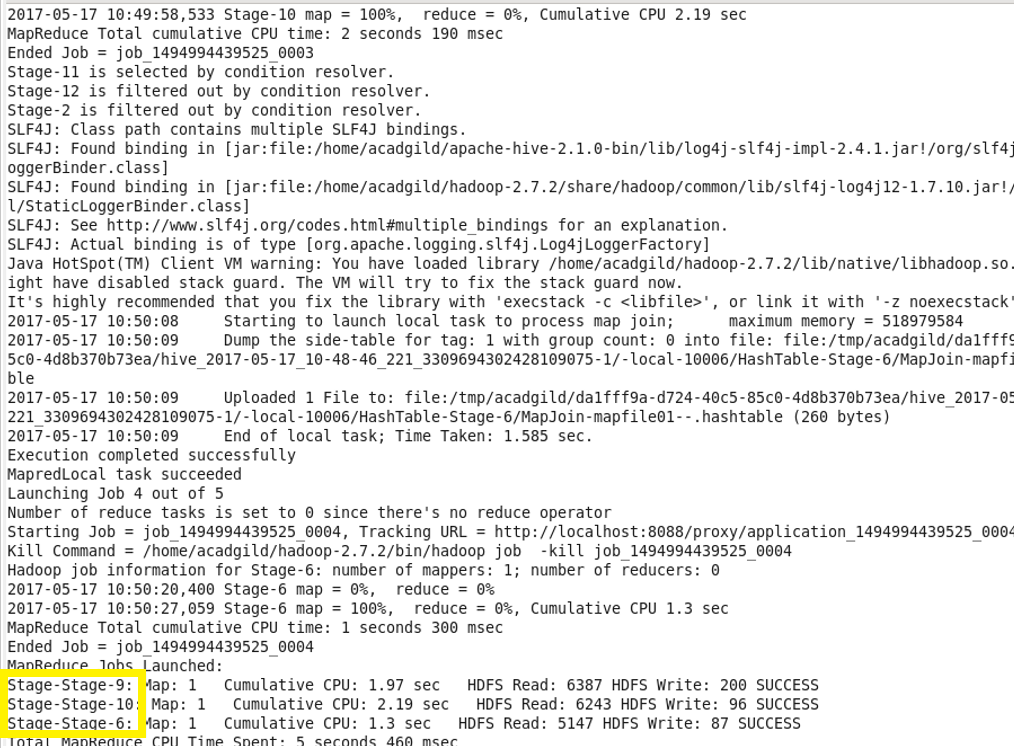 2017-05-17 10:49:58,533 Stage-10 map = 100%,  reduce = 0%, Cumulative CPU 2.19 sec
MapReduce Total cumulative CPU time: 2 seconds 190 msec
Ended Job = job_1494994439525_0003
Stage-11 is selected by condition resolver.
Stage-12 is filtered out by condition resolver.
Stage-2 is filtered out by condition resolver.
SLF4J: Class path contains multiple SLF4J bindings.
SLF4J: Found binding in [jar:file:/home/acadgild/apache-hive-2.1.0-bin/lib/log4j-slf4j-impl-2.4.1.jar!/org/slf4j
oggerBinder.class]
SLF4J: Found binding in [jar:file:/home/acadgild/hadoop-2.7.2/share/hadoop/common/lib/slf4j-log4j12-1.7.10.jar!/
l/StaticLoggerBinder.class]
SLF4J: See http://www.slf4j.org/codes.html#multiple_bindings for an explanation.
SLF4J: Actual binding is of type [org.apache.logging.slf4j.Log4jLoggerFactory]
Java HotSpot(TM) Client VM warning: You have loaded library /home/acadgild/hadoop-2.7.2/lib/native/libhadoop.so.
ight have disabled stack guard. The VM will try to fix the stack guard now.
It's highly recommended that you fix the library with 'execstack -c <libfile>', or link it with '-z noexecstack'
2017-05-17 10:50:08     Starting to launch local task to process map join;      maximum memory = 518979584
2017-05-17 10:50:09     Dump the side-table for tag: 1 with group count: 0 into file: file:/tmp/acadgild/da1fff9
5c0-4d8b370b73ea/hive_2017-05-17_10-48-46_221_3309694302428109075-1/-local-10006/HashTable-Stage-6/MapJoin-mapfi
ble
2017-05-17 10:50:09     Uploaded 1 File to: file:/tmp/acadgild/da1fff9a-d724-40c5-85c0-4d8b370b73ea/hive_2017-05
221_3309694302428109075-1/-local-10006/HashTable-Stage-6/MapJoin-mapfile01--.hashtable (260 bytes)
2017-05-17 10:50:09     End of local task; Time Taken: 1.585 sec.
Execution completed successfully
MapredLocal task succeeded
Launching Job 4 out of 5
Number of reduce tasks is set to 0 since there's no reduce operator
Starting Job = job_1494994439525_0004, Tracking URL = http://localhost:8088/proxy/application_1494994439525_0004
Kill Command = /home/acadgild/hadoop-2.7.2/bin/hadoop job  -kill job_1494994439525_0004
Hadoop job information for Stage-6: number of mappers: 1; number of reducers: 0
2017-05-17 10:50:20,400 Stage-6 map = 0%,  reduce = 0%
2017-05-17 10:50:27,059 Stage-6 map = 100%,  reduce = 0%, Cumulative CPU 1.3 sec
MapReduce Total cumulative CPU time: 1 seconds 300 msec
Ended Job = job_1494994439525_0004
MapReduce Jobs Launched:
Stage-Stage-9: Map: 1   Cumulative CPU: 1.97 sec   HDFS Read: 6387 HDFS Write: 200 SUCCESS
Stage-Stage-10: Map: 1   Cumulative CPU: 2.19 sec   HDFS Read: 6243 HDFS Write: 96 SUCCESS
Stage-Stage-6: Map: 1   Cumulative CPU: 1.3 sec   HDFS Read: 5147 HDFS Write: 87 SUCCESS
Total MapReduce CPU Time Spent: 5 seconds 460 msec